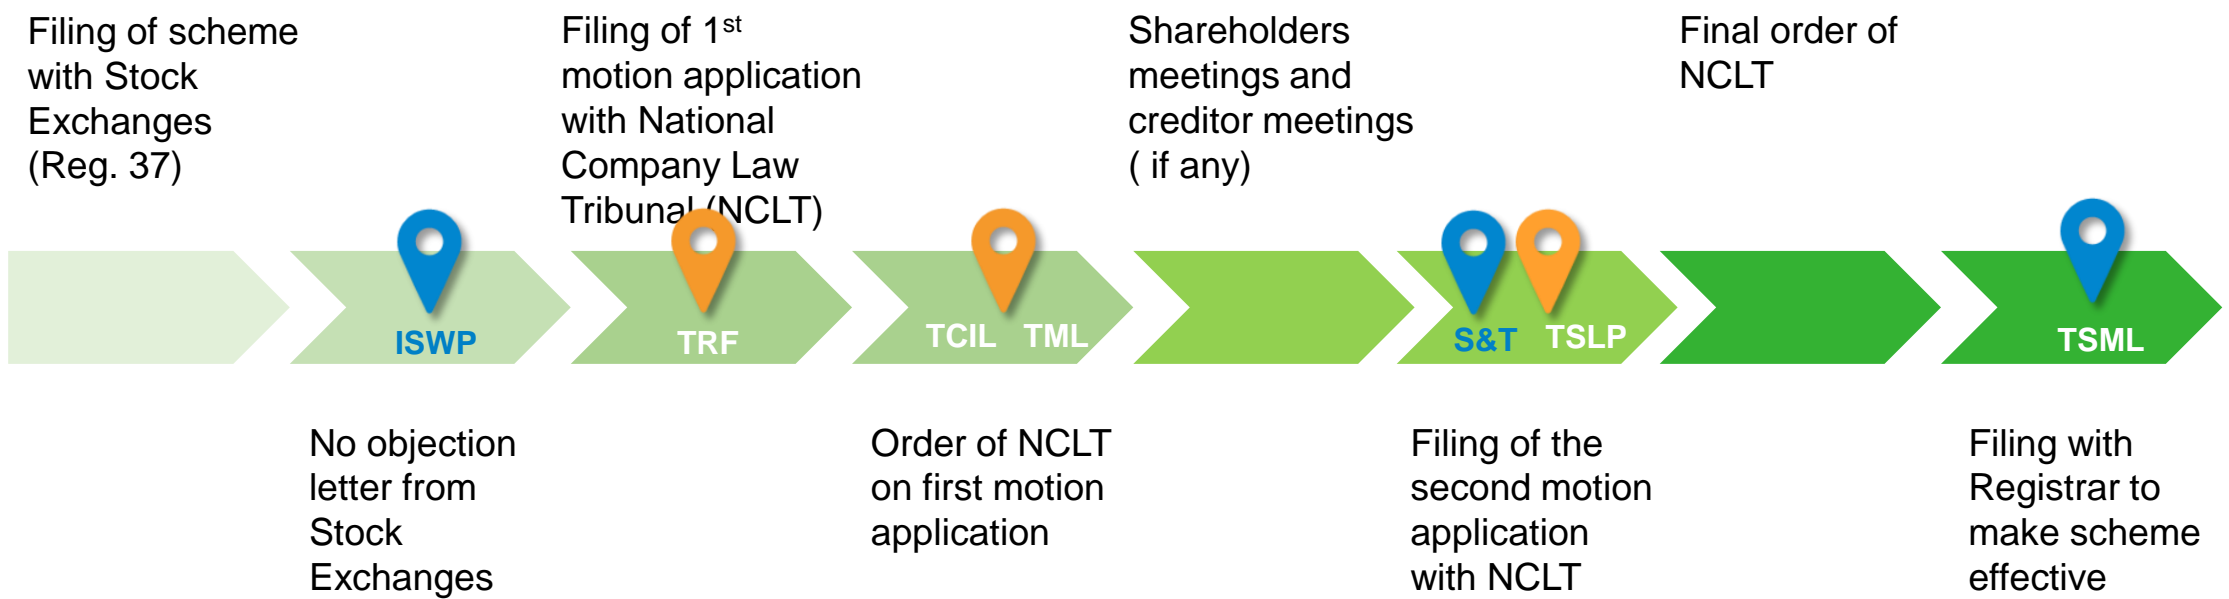 Filing of scheme
with Stock
Exchanges
(Reg. 37)
Filing of 1st
motion application
with National
Company Law
Tribunal (NCLT)
Shareholders
meetings and
creditor meetings
( if any)
Final order of
NCLT
ISWP
TRF
TCIL TML
S&T TSLP
TSML
No objection
letter from
Stock
Exchanges
Order of NCLT
on first motion
application
Filing of the
second motion
application
with NCLT
Filing with
Registrar to
make scheme
effective